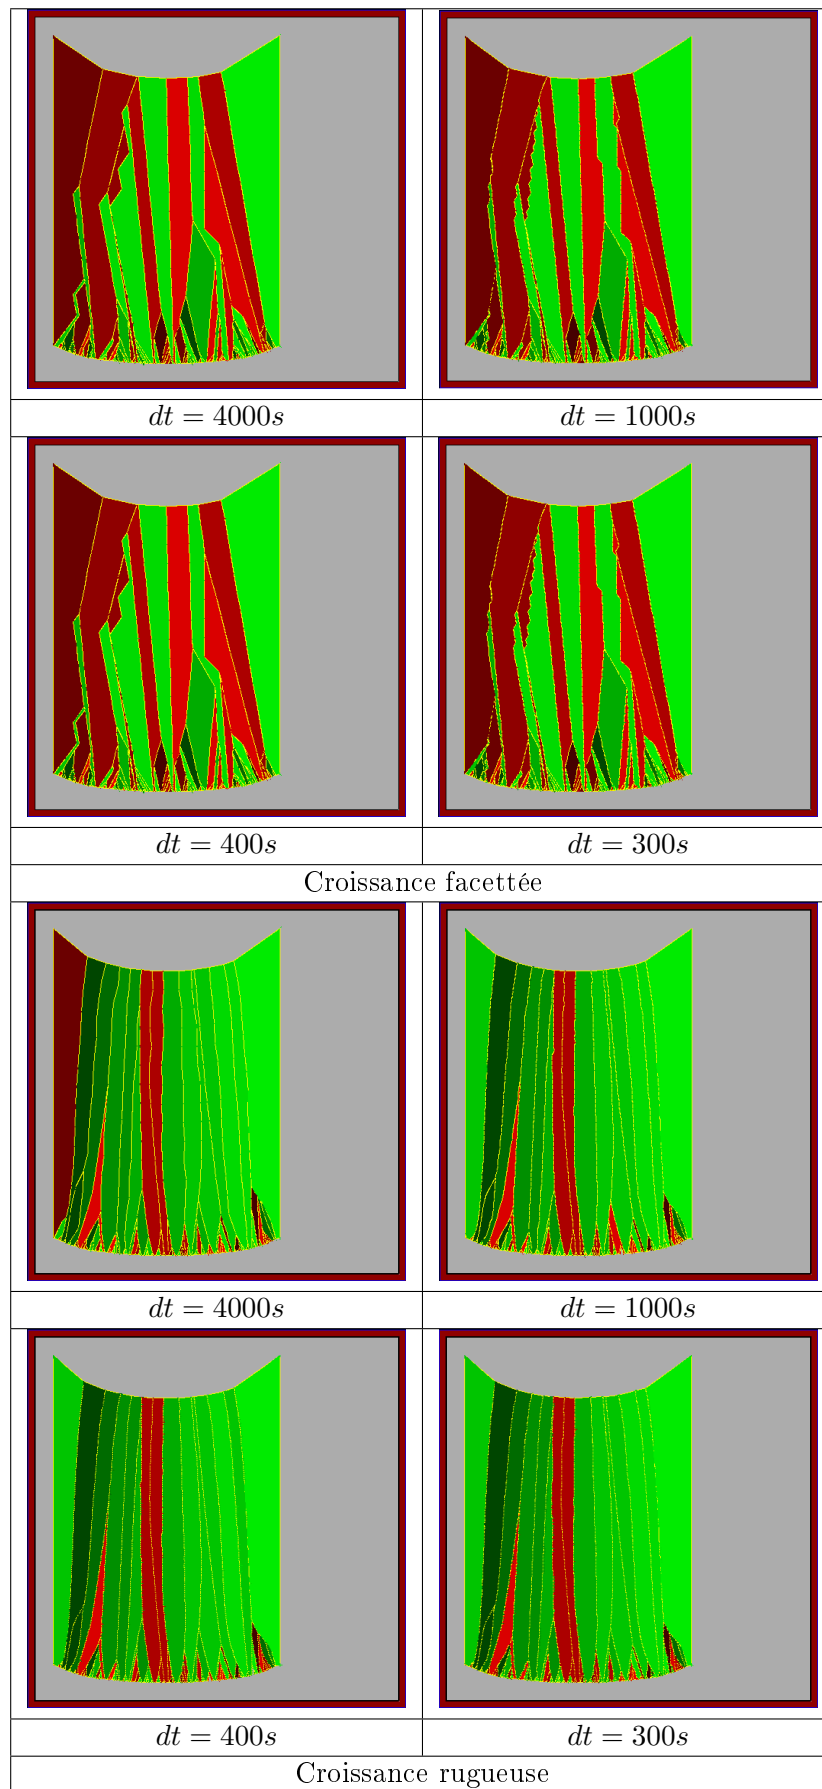 dt = 4000s
dt = 1000s
dt = 400s
dt = 300s
Croissance facettée
dt = 4000s
dt = 1000s
dt = 400s
dt = 300s
Croissance rugueuse